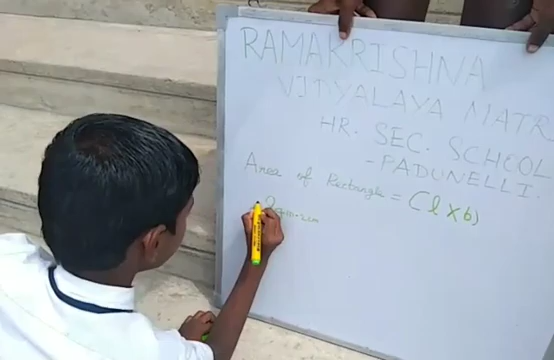 RAMAKRISHNA
VIDYALAYA MATR
HR. SEC. SCHOOL
- PADUNELLI.
Area of Rectangle = (l x b)